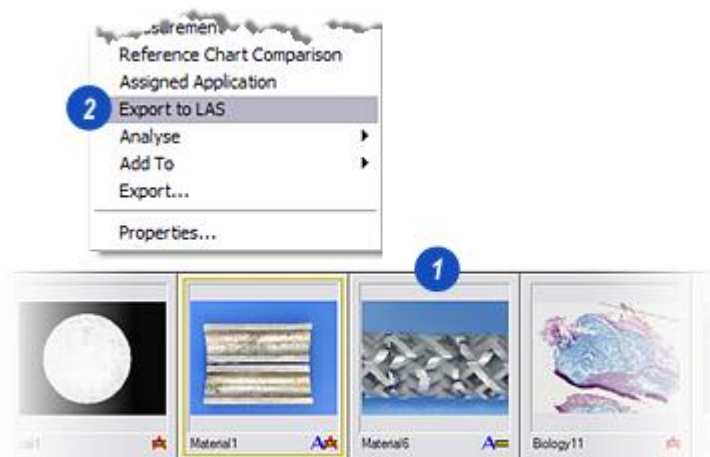 Reference Chart Comparison
Assigned Application
2 Export to LAS
Analyse
Add To
Export...
Properties...
1
Material1
Material6
Biology11